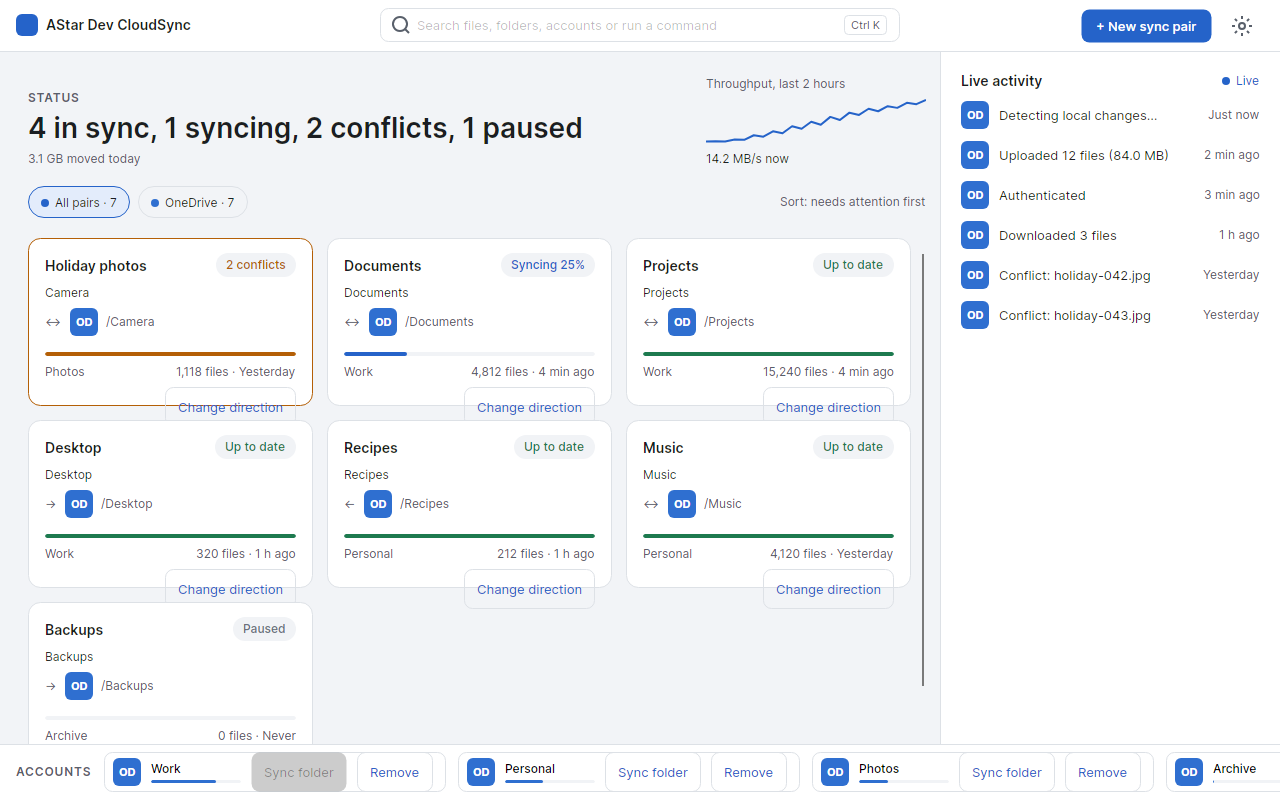 AStar Dev CloudSync
Search files, folders, accounts or run a command
Ctrl K
+ New sync pair
STATUS
4 in sync, 1 syncing, 2 conflicts, 1 paused
3.1 GB moved today
Throughput, last 2 hours
14.2 MB/s now
All pairs · 7
OneDrive · 7
Sort: needs attention first
Holiday photos
2 conflicts
Camera
↔ OD /Camera
Photos
1,118 files · Yesterday
Change direction
Documents
Syncing 25%
Documents
↔ OD /Documents
Work
4,812 files · 4 min ago
Change direction
Projects
Up to date
Projects
↔ OD /Projects
Work
15,240 files · 4 min ago
Change direction
Desktop
Up to date
Desktop
→ OD /Desktop
Work
320 files · 1 h ago
Change direction
Recipes
Up to date
Recipes
← OD /Recipes
Personal
212 files · 1 h ago
Change direction
Music
Up to date
Music
↔ OD /Music
Personal
4,120 files · Yesterday
Change direction
Backups
Paused
Backups
→ OD /Backups
Archive
0 files · Never
Live activity
Live
OD Detecting local changes... Just now
OD Uploaded 12 files (84.0 MB) 2 min ago
OD Authenticated 3 min ago
OD Downloaded 3 files 1 h ago
OD Conflict: holiday-042.jpg Yesterday
OD Conflict: holiday-043.jpg Yesterday
ACCOUNTS
OD Work Sync folder Remove
OD Personal Sync folder Remove
OD Photos Sync folder Remove
OD Archive